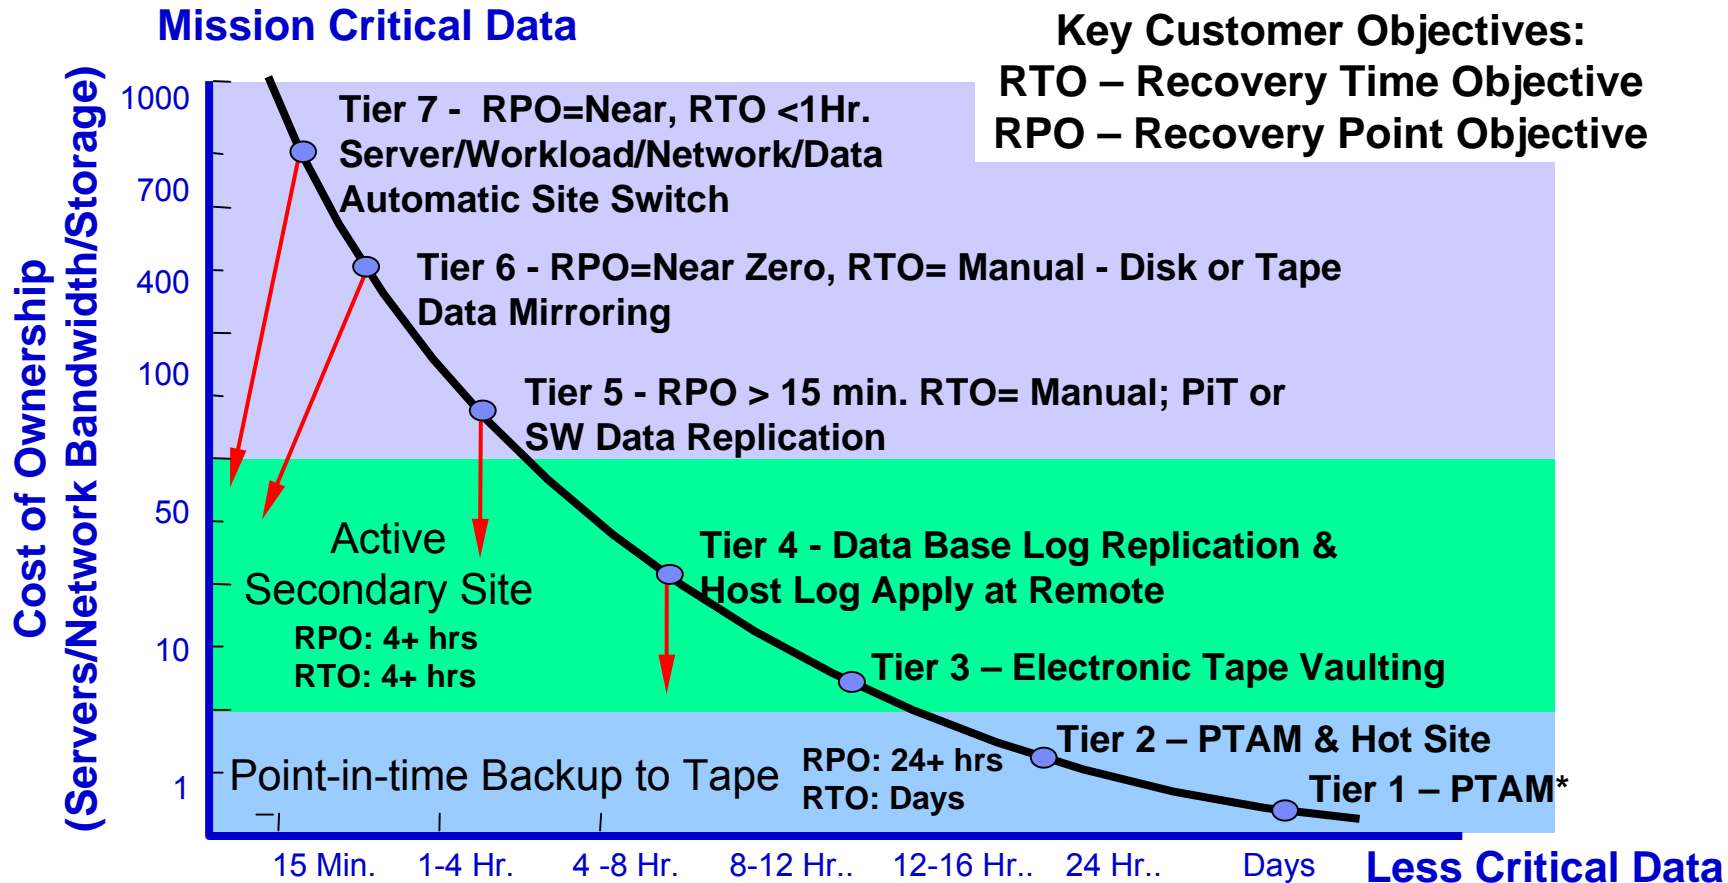 Mission Critical Data
Key Customer Objectives:
RTO – Recovery Time Objective
RPO – Recovery Point Objective
Cost of Ownership
(Servers/Network Bandwidth/Storage)
1000
700
400
100
50
10
1
Tier 7 - RPO=Near, RTO <1Hr.
Server/Workload/Network/Data
Automatic Site Switch
Tier 6 - RPO=Near Zero, RTO= Manual - Disk or Tape
Data Mirroring
Tier 5 - RPO > 15 min. RTO= Manual; PiT or
SW Data Replication
Active
Secondary Site
RPO: 4+ hrs
RTO: 4+ hrs
Tier 4 - Data Base Log Replication &
Host Log Apply at Remote
Tier 3 – Electronic Tape Vaulting
Point-in-time Backup to Tape
RPO: 24+ hrs
RTO: Days
Tier 2 – PTAM & Hot Site
Tier 1 – PTAM*
15 Min.
1-4 Hr.
4 -8 Hr.
8-12 Hr..
12-16 Hr..
24 Hr..
Days
Less Critical Data